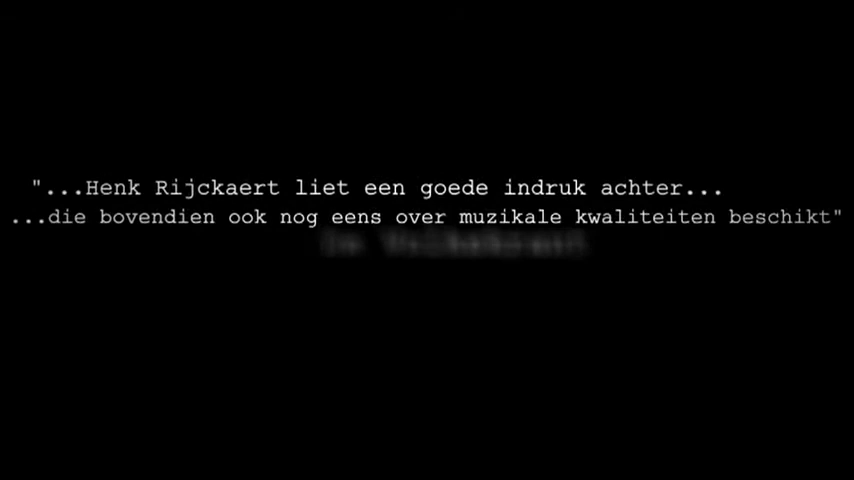 "...Henk Rijckaert liet een goede indruk achter...
...die bovendien ook nog eens over muzikale kwaliteiten beschikt"